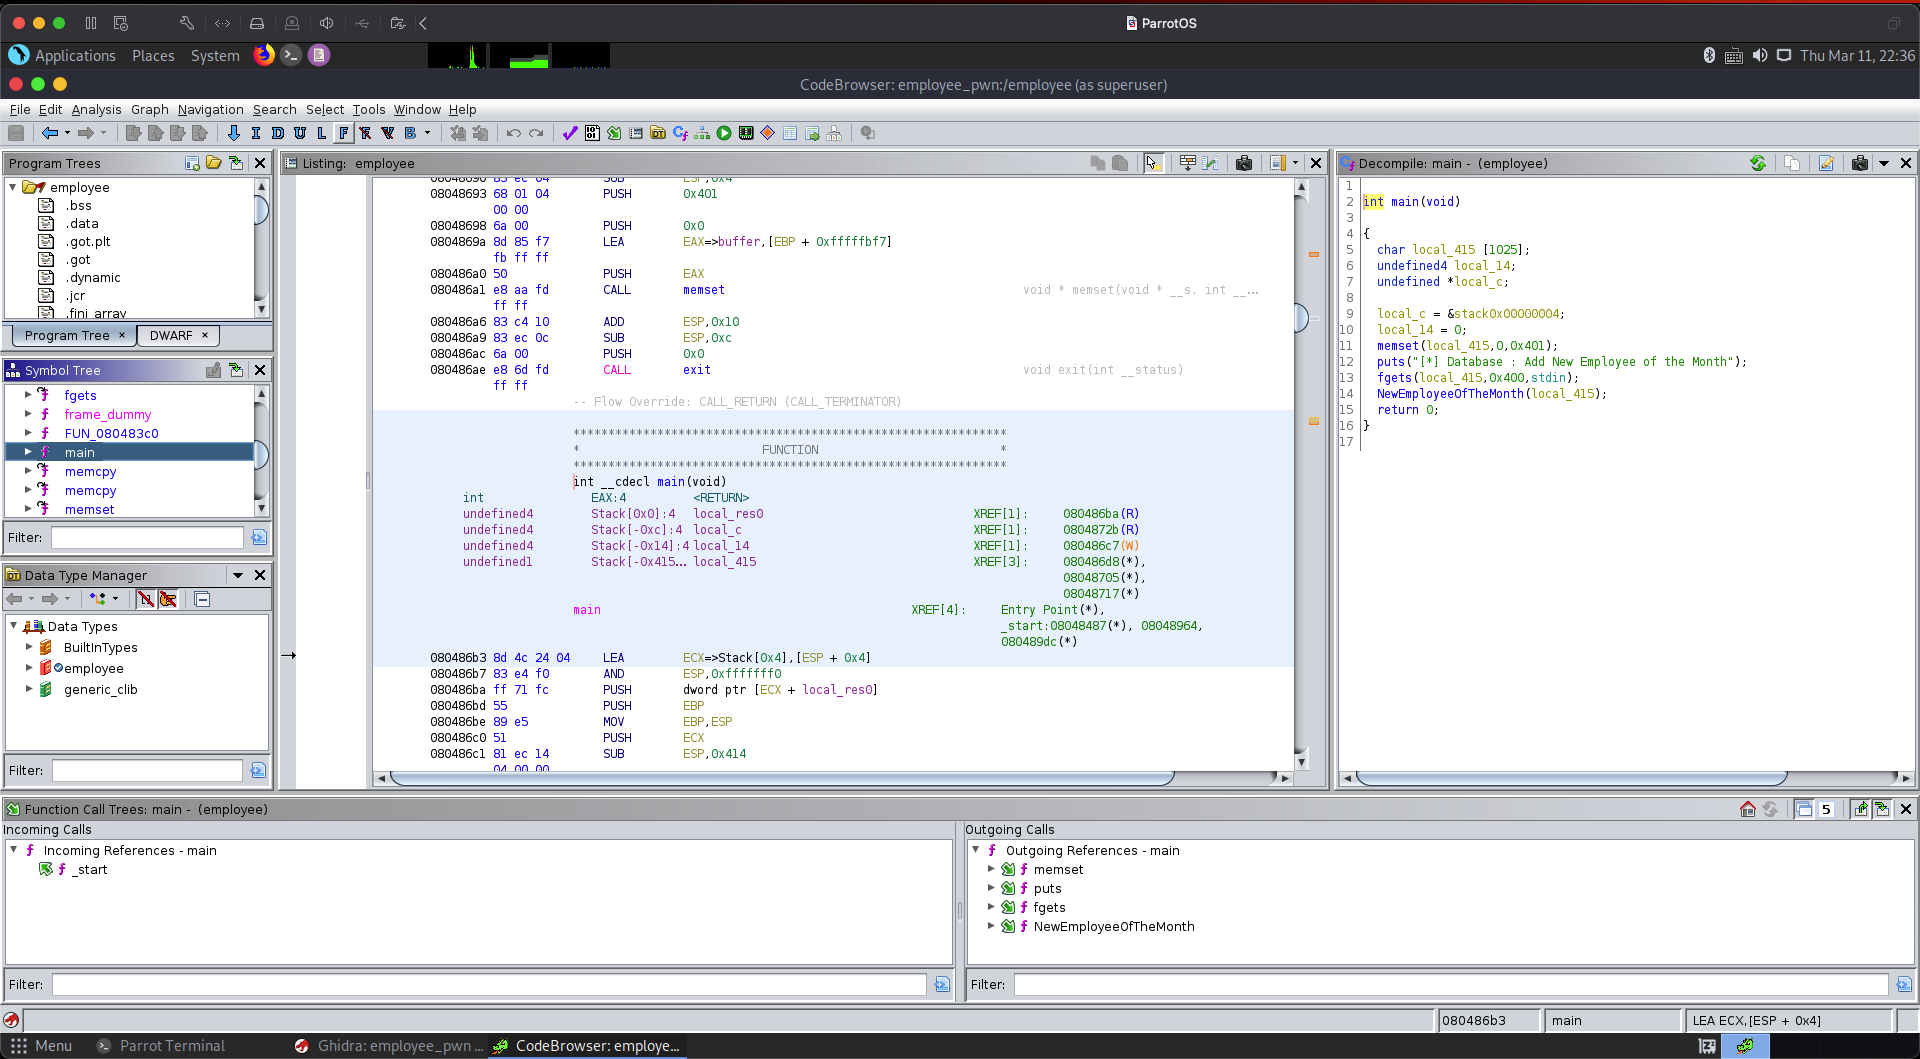 ParrotOS
Applications Places System
Thu Mar 11, 22:36
CodeBrowser: employee_pwn:/employee (as superuser)
File Edit Analysis Graph Navigation Search Select Tools Window Help
I D U L F B
Program Trees
employee
.bss
.data
.got.plt
.got
.dynamic
.jcr
.fini_array
Program Tree × DWARF ×
Symbol Tree
fgets
frame_dummy
FUN_080483c0
main
memcpy
memcpy
memset
Filter:
Data Type Manager
Data Types
BuiltInTypes
employee
generic_clib
Filter:
Listing: employee
08048690 83 ec 04 SUB ESP,0x4
08048693 68 01 04 PUSH 0x401
00 00
08048698 6a 00 PUSH 0x0
0804869a 8d 85 f7 LEA EAX=>buffer,[EBP + 0xfffffbf7]
fb ff ff
080486a0 50 PUSH EAX
080486a1 e8 aa fd CALL memset void * memset(void * __s, int __...
ff ff
080486a6 83 c4 10 ADD ESP,0x10
080486a9 83 ec 0c SUB ESP,0xc
080486ac 6a 00 PUSH 0x0
080486ae e8 6d fd CALL exit void exit(int __status)
ff ff
-- Flow Override: CALL_RETURN (CALL_TERMINATOR)
**************************************************************
* FUNCTION *
**************************************************************
int __cdecl main(void)
int EAX:4 <RETURN>
undefined4 Stack[0x0]:4 local_res0 XREF[1]: 080486ba(R)
undefined4 Stack[-0xc]:4 local_c XREF[1]: 0804872b(R)
undefined4 Stack[-0x14]:4 local_14 XREF[1]: 080486c7(W)
undefined1 Stack[-0x415... local_415 XREF[3]: 080486d8(*),
08048705(*),
08048717(*)
main XREF[4]: Entry Point(*),
_start:08048487(*), 08048964,
080489dc(*)
080486b3 8d 4c 24 04 LEA ECX=>Stack[0x4],[ESP + 0x4]
080486b7 83 e4 f0 AND ESP,0xfffffff0
080486ba ff 71 fc PUSH dword ptr [ECX + local_res0]
080486bd 55 PUSH EBP
080486be 89 e5 MOV EBP,ESP
080486c0 51 PUSH ECX
080486c1 81 ec 14 SUB ESP,0x414
04 00 00
Decompile: main - (employee)
1
2 int main(void)
3
4 {
5 char local_415 [1025];
6 undefined4 local_14;
7 undefined *local_c;
8
9 local_c = &stack0x00000004;
10 local_14 = 0;
11 memset(local_415,0,0x401);
12 puts("[*] Database : Add New Employee of the Month");
13 fgets(local_415,0x400,stdin);
14 NewEmployeeOfTheMonth(local_415);
15 return 0;
16 }
17
Function Call Trees: main - (employee)
5
Incoming Calls
Incoming References - main
_start
Filter:
Outgoing Calls
Outgoing References - main
memset
puts
fgets
NewEmployeeOfTheMonth
Filter:
080486b3 main LEA ECX,[ESP + 0x4]
Menu Parrot Terminal Ghidra: employee_pwn ... CodeBrowser: employe...